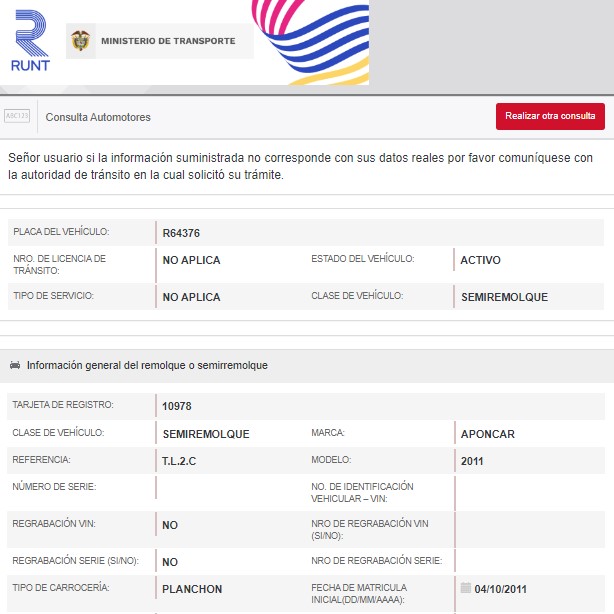 RUNT
MINISTERIO DE TRANSPORTE
ABC123
Consulta Automotores
Realizar otra consulta
Señor usuario si la información suministrada no corresponde con sus datos reales por favor comuníquese con
la autoridad de tránsito en la cual solicitó su trámite.
PLACA DEL VEHÍCULO: R64376
NRO. DE LICENCIA DE
TRÁNSITO: NO APLICA ESTADO DEL VEHÍCULO: ACTIVO
TIPO DE SERVICIO: NO APLICA CLASE DE VEHÍCULO: SEMIREMOLQUE
Información general del remolque o semirremolque
TARJETA DE REGISTRO: 10978
CLASE DE VEHÍCULO: SEMIREMOLQUE MARCA: APONCAR
REFERENCIA: T.L.2.C MODELO: 2011
NÚMERO DE SERIE: NO. DE IDENTIFICACIÓN
VEHICULAR – VIN:
REGRABACIÓN VIN: NO NRO DE REGRABACIÓN VIN
(SI/NO):
REGRABACIÓN SERIE (SI/NO): NO NRO DE REGRABACIÓN SERIE:
TIPO DE CARROCERÍA: PLANCHON FECHA DE MATRICULA
INICIAL(DD/MM/AAAA): 04/10/2011